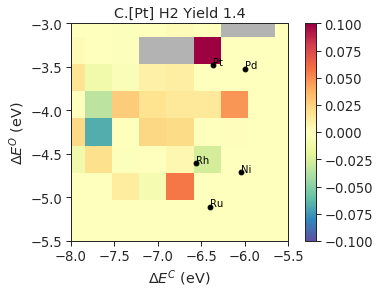 C.[Pt] H2 Yield 1.4
−3.0
−3.5
−4.0
−4.5
−5.0
−5.5
ΔE^O (eV)
Pt
Pd
Rh
Ni
Ru
−8.0 −7.5 −7.0 −6.5 −6.0 −5.5
ΔE^C (eV)
0.100
0.075
0.050
0.025
0.000
−0.025
−0.050
−0.075
−0.100